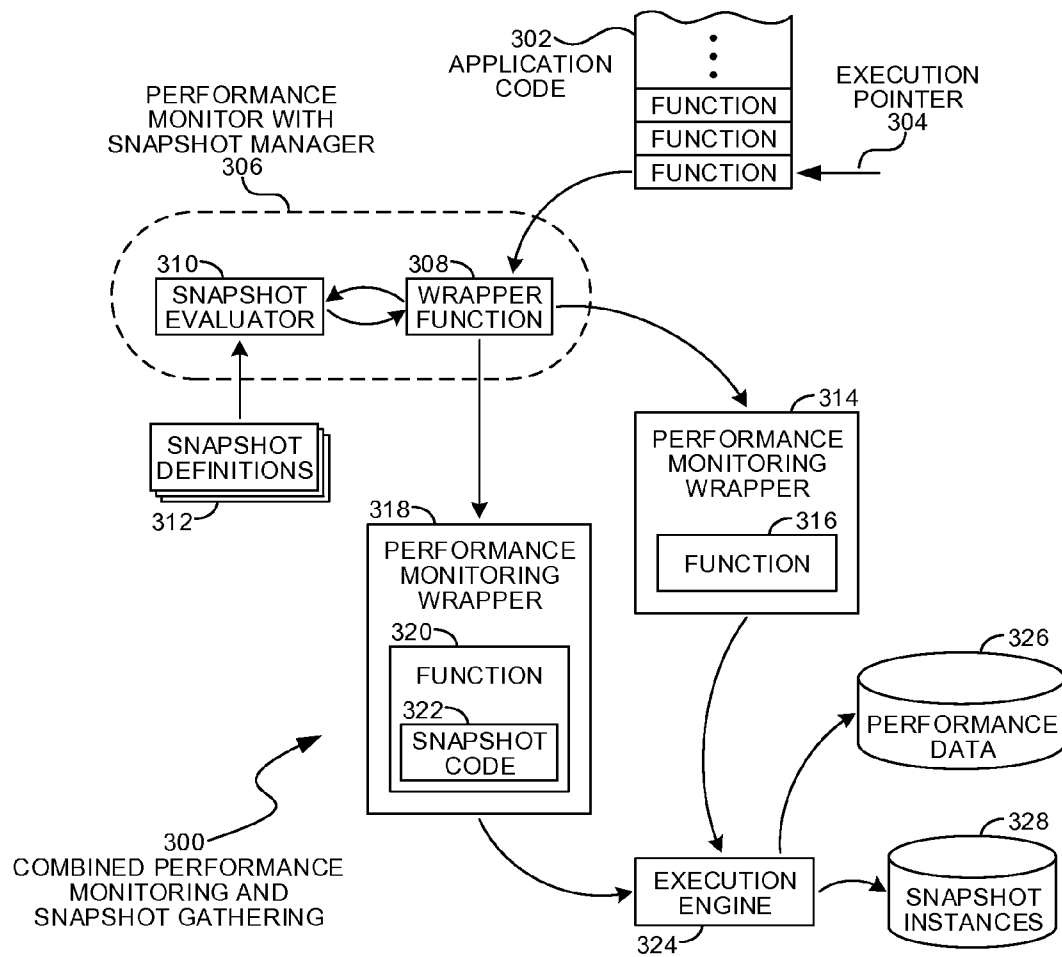 302
APPLICATION
CODE
FUNCTION
FUNCTION
FUNCTION
EXECUTION
POINTER
304
PERFORMANCE
MONITOR WITH
SNAPSHOT MANAGER
306
310
SNAPSHOT
EVALUATOR
308
WRAPPER
FUNCTION
SNAPSHOT
DEFINITIONS
312
314
PERFORMANCE
MONITORING
WRAPPER
316
FUNCTION
318
PERFORMANCE
MONITORING
WRAPPER
320
FUNCTION
322
SNAPSHOT
CODE
326
PERFORMANCE
DATA
328
SNAPSHOT
INSTANCES
EXECUTION
ENGINE
324
300
COMBINED PERFORMANCE
MONITORING AND
SNAPSHOT GATHERING